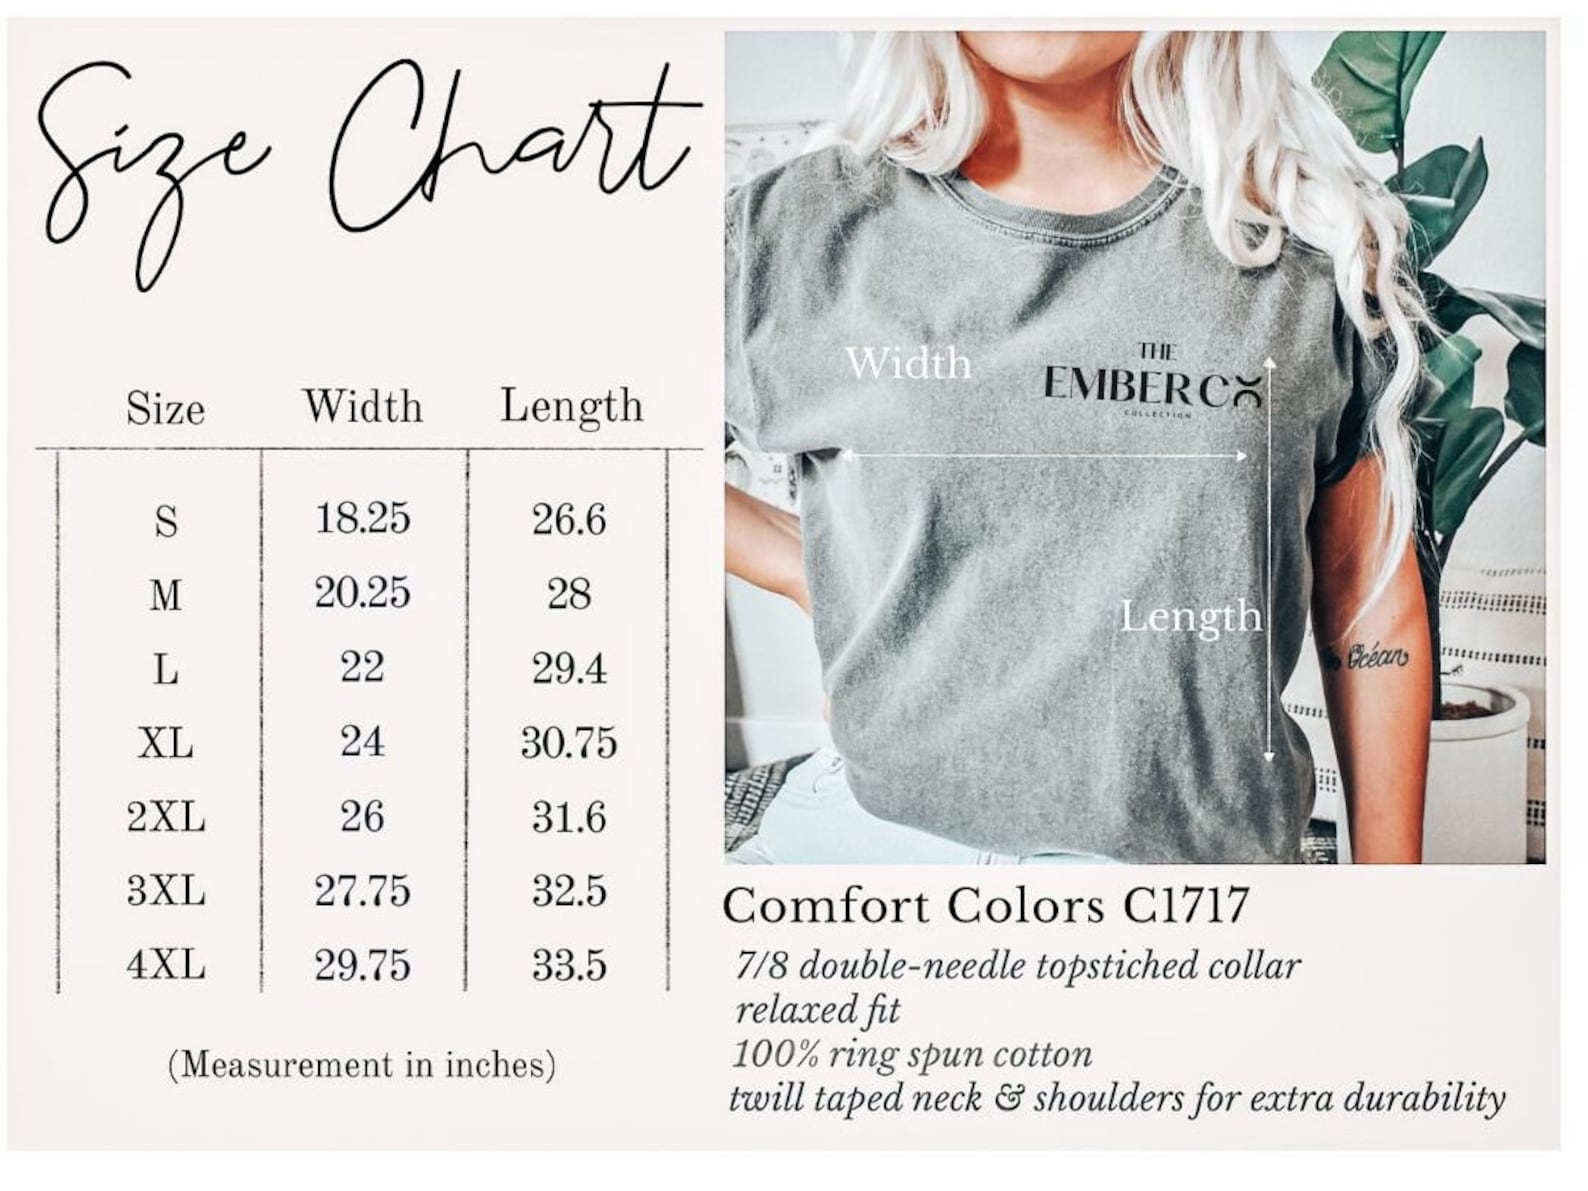 Size Chart
Size Width Length
S 18.25 26.6
M 20.25 28
L 22 29.4
XL 24 30.75
2XL 26 31.6
3XL 27.75 32.5
4XL 29.75 33.5
(Measurement in inches)
Width
THE
EMBER CO
COLLECTION
Length
Océan
Comfort Colors C1717
7/8 double-needle topstiched collar
relaxed fit
100% ring spun cotton
twill taped neck & shoulders for extra durability